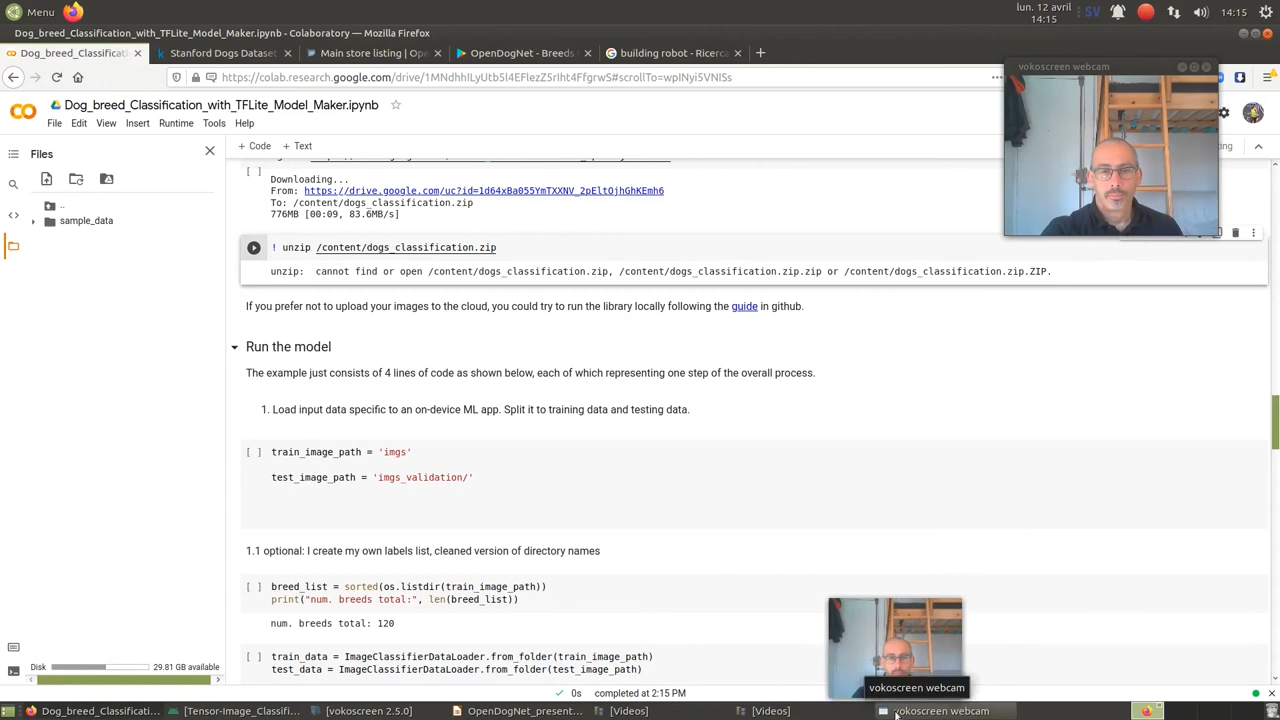 Menu
lun. 12 avril 14:15
SV
14:15
Dog_breed_Classification_with_TFLite_Model_Maker.ipynb - Colaboratory — Mozilla Firefox
Dog_breed_Classificati
Stanford Dogs Dataset
Main store listing | Ope
OpenDogNet - Breeds
building robot - Ricerca
https://colab.research.google.com/drive/
vokoscreen webcam
Dog_breed_Classification_with_TFLite_Model_Maker.ipynb
File Edit View Insert Runtime Tools Help
+ Code + Text
Files
..
sample_data
[ ] Downloading...
From: https://drive.google.com/uc?id=1d64xBa055YmTXXNV_2pEltOjhGhKEmh6
To: /content/dogs_classification.zip
776MB [00:09, 83.6MB/s]
! unzip /content/dogs_classification.zip
unzip:  cannot find or open /content/dogs_classification.zip, /content/dogs_classification.zip.zip or /content/dogs_classification.zip.ZIP.
If you prefer not to upload your images to the cloud, you could try to run the library locally following the guide in github.
Run the model
The example just consists of 4 lines of code as shown below, each of which representing one step of the overall process.
1. Load input data specific to an on-device ML app. Split it to training data and testing data.
[ ] train_image_path = 'imgs'
test_image_path = 'imgs_validation/'
1.1 optional: I create my own labels list, cleaned version of directory names
[ ] breed_list = sorted(os.listdir(train_image_path))
print("num. breeds total:", len(breed_list))
num. breeds total: 120
[ ] train_data = ImageClassifierDataLoader.from_folder(train_image_path)
test_data = ImageClassifierDataLoader.from_folder(test_image_path)
vokoscreen webcam
Disk
29.81 GB available
0s completed at 2:15 PM
Dog_breed_Classificati...
[Tensor-Image_Classifi...
[vokoscreen 2.5.0]
OpenDogNet_present...
[Videos]
[Videos]
vokoscreen webcam